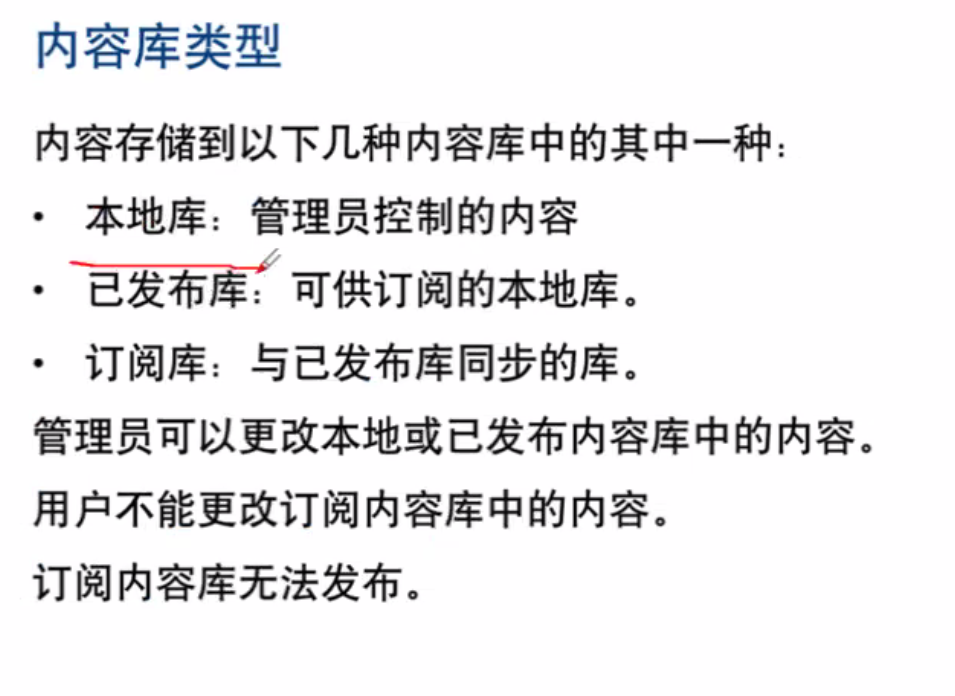 内容库类型
内容存储到以下几种内容库中的其中一种：
• 本地库：管理员控制的内容
• 已发布库：可供订阅的本地库。
• 订阅库：与已发布库同步的库。
管理员可以更改本地或已发布内容库中的内容。
用户不能更改订阅内容库中的内容。
订阅内容库无法发布。